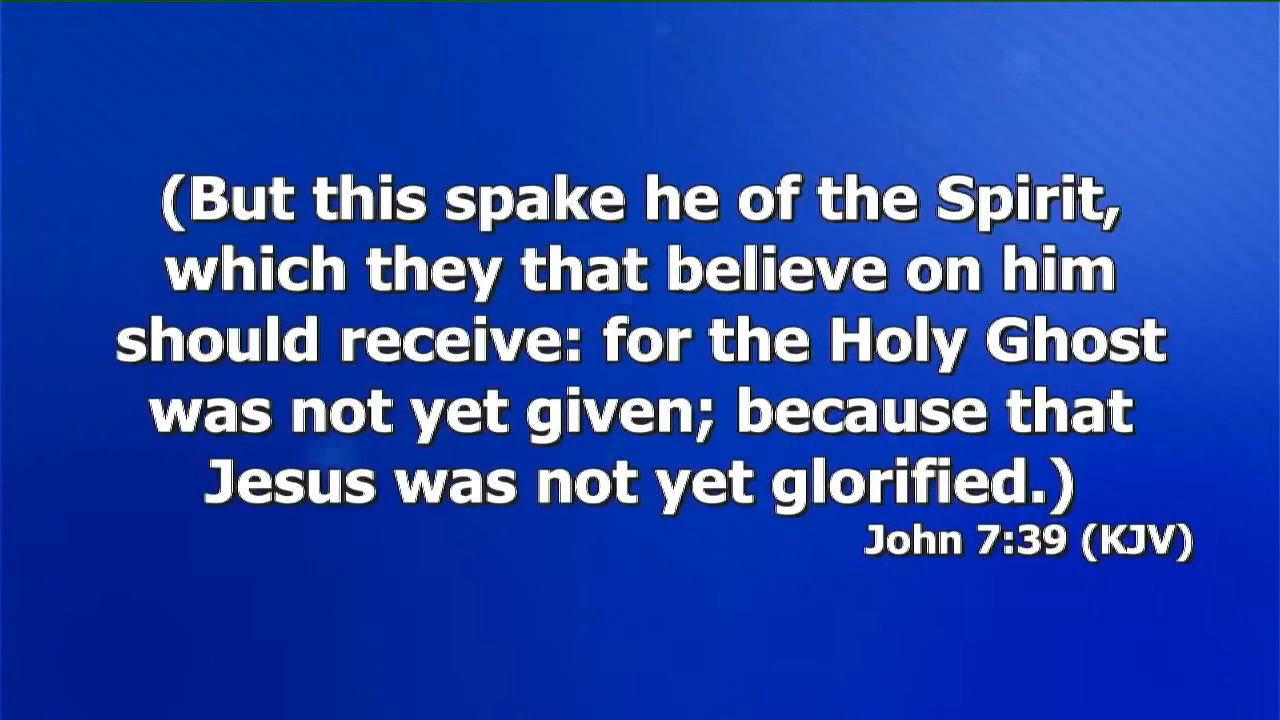 (But this spake he of the Spirit,
which they that believe on him
should receive: for the Holy Ghost
was not yet given; because that
Jesus was not yet glorified.)
John 7:39 (KJV)